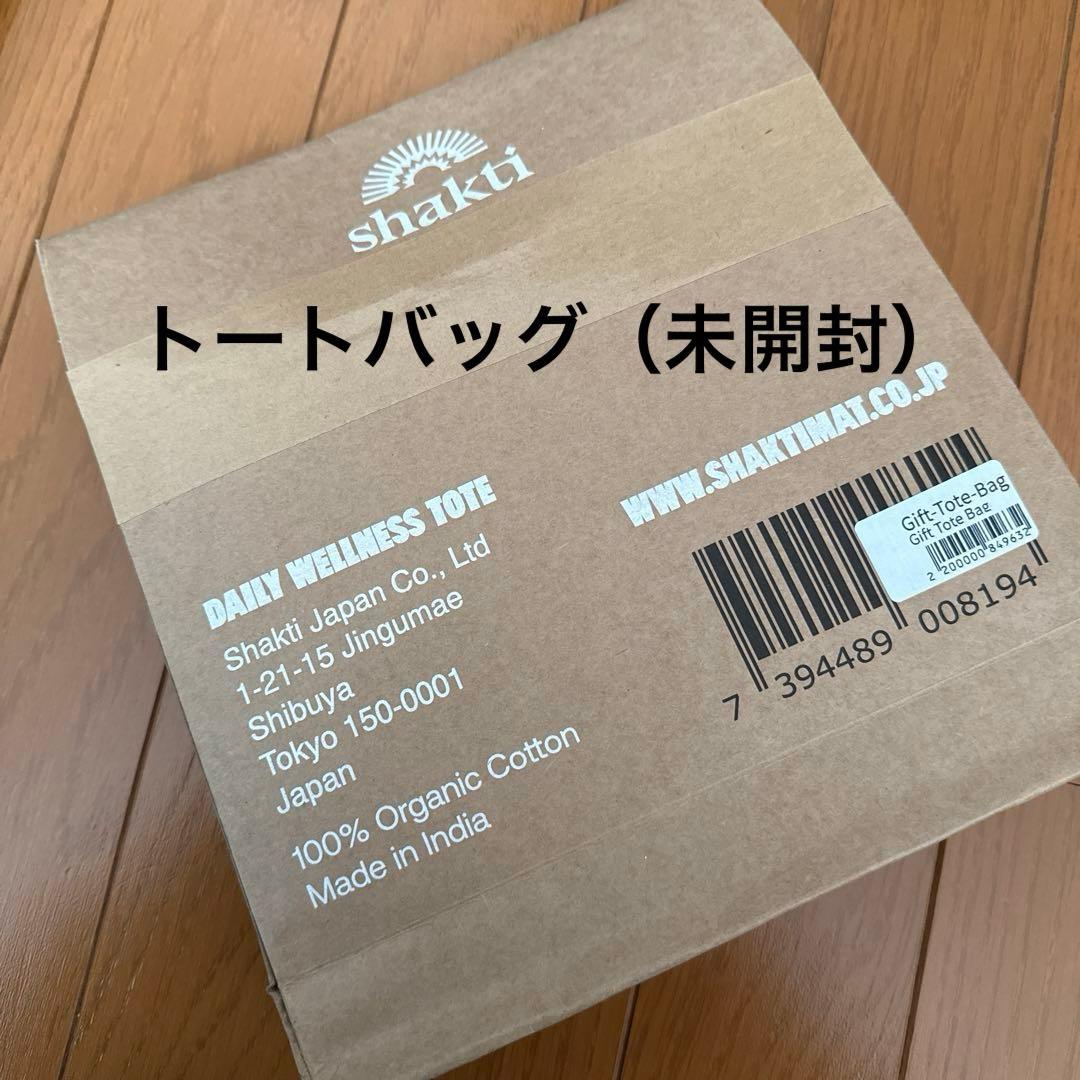 shakti
トートバッグ（未開封）
WWW.SHAKTIMAT.CO.JP
DAILY WELLNESS TOTE
Shakti Japan Co., Ltd
1-21-15 Jingumae
Shibuya
Tokyo 150-0001
Japan
100% Organic Cotton
Made in India
Gift-Tote-Bag
Gift Tote Bag
2 200000 849632
7 394489 008194